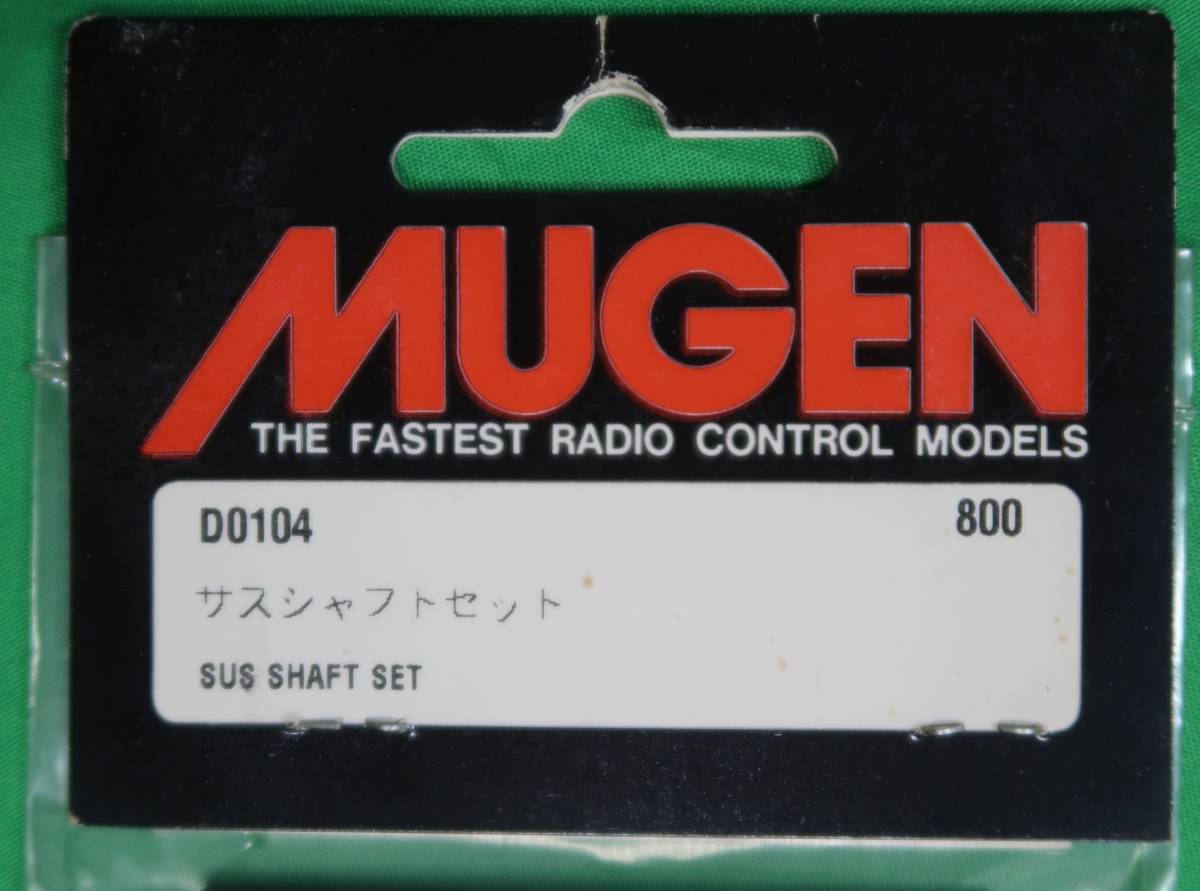 MUGEN
THE FASTEST RADIO CONTROL MODELS
D0104 800
サスシャフトセット
SUS SHAFT SET